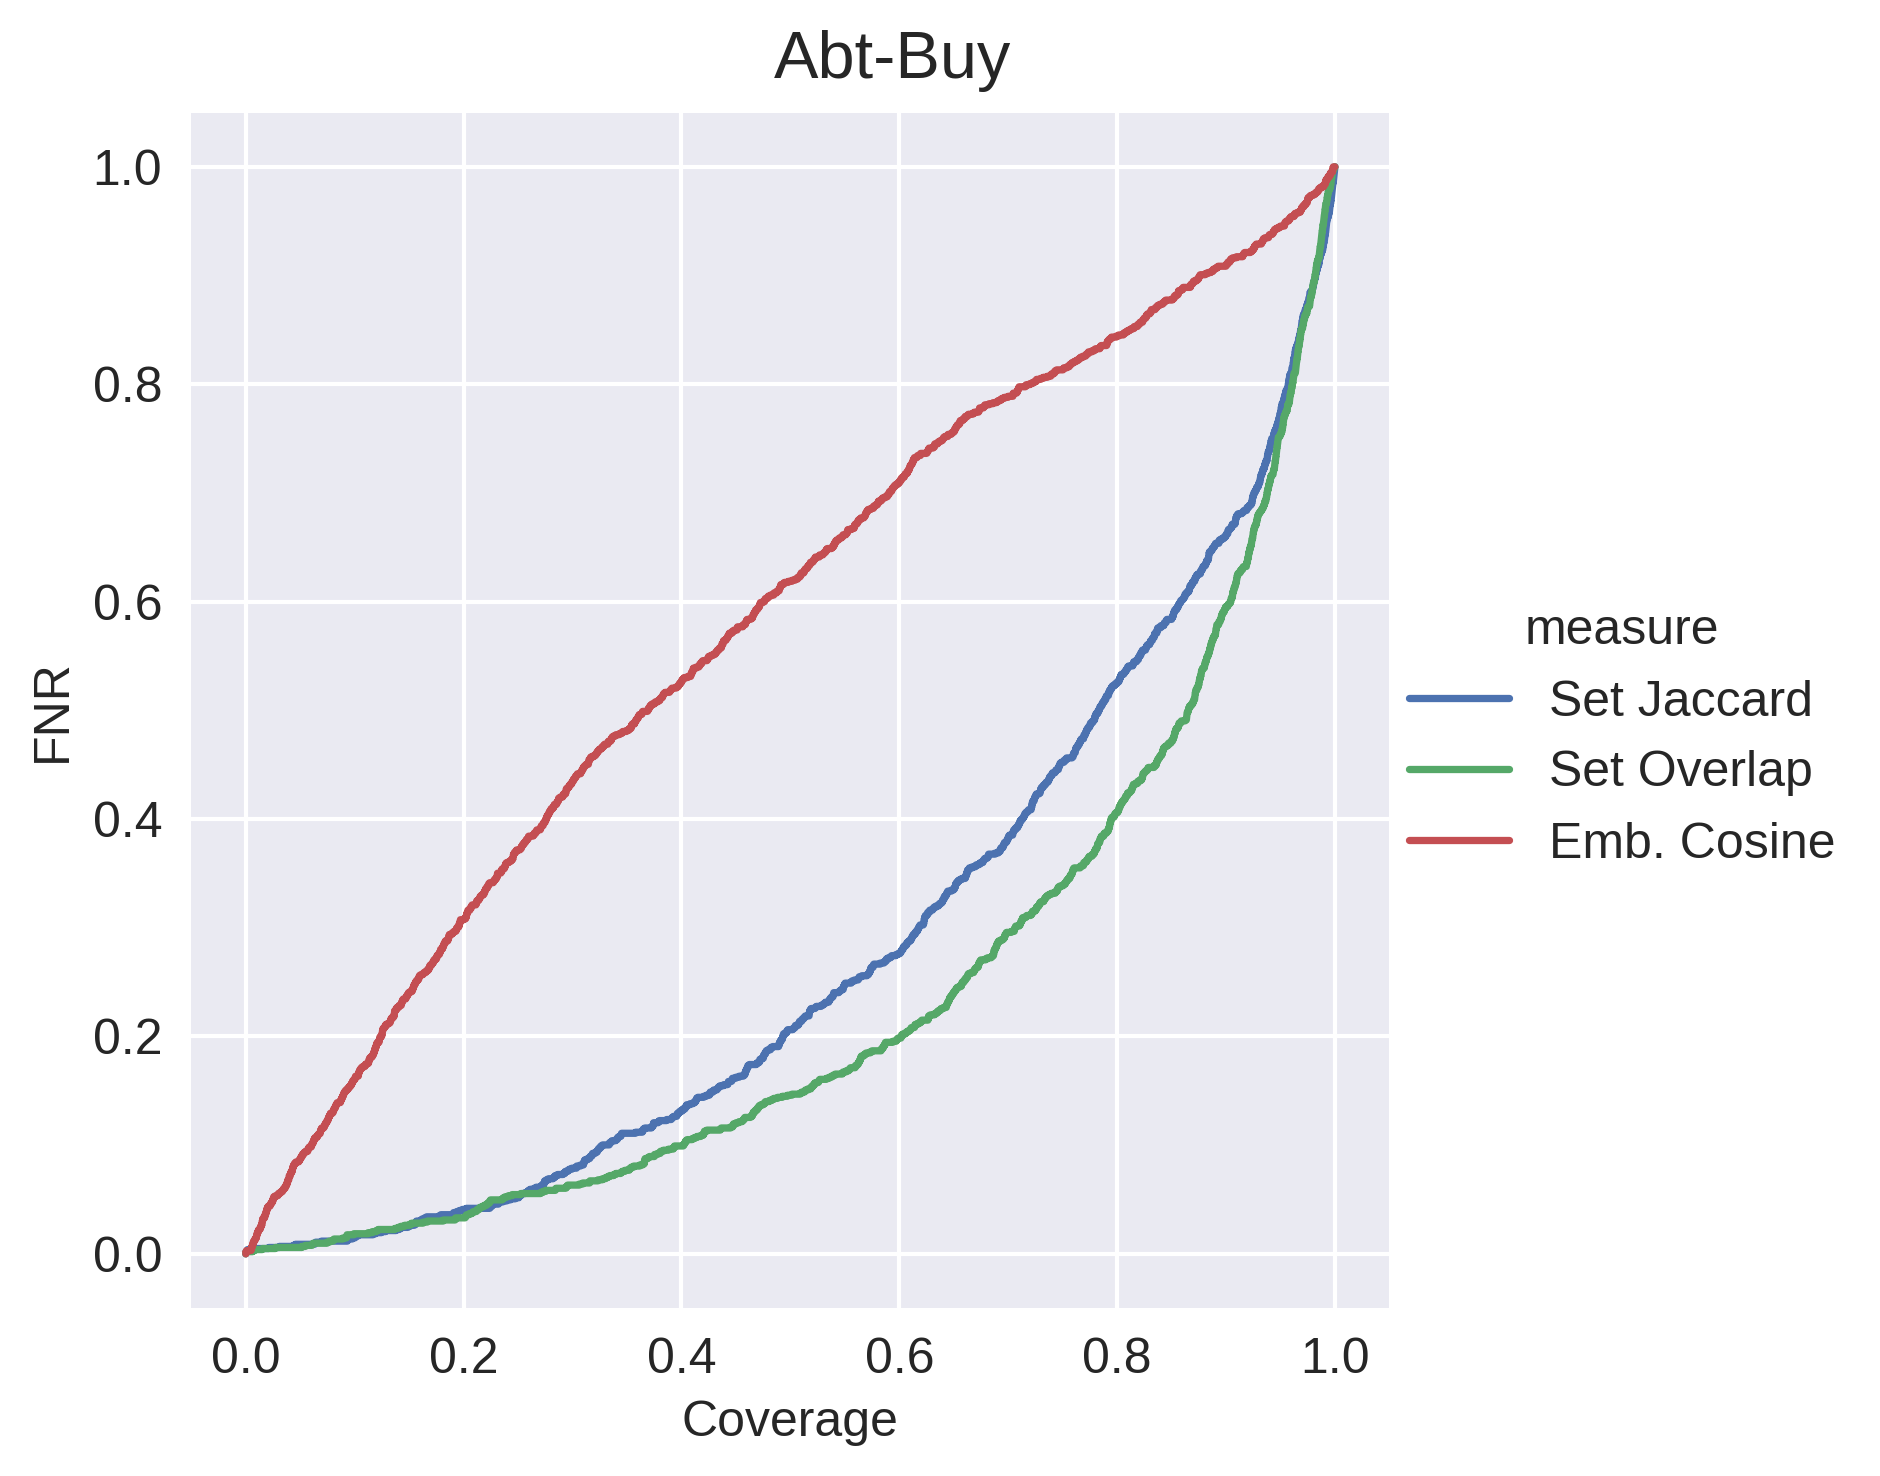 Abt-Buy
1.0
0.8
0.6
0.4
0.2
0.0
FNR
0.0 0.2 0.4 0.6 0.8 1.0
Coverage
measure
Set Jaccard
Set Overlap
Emb. Cosine